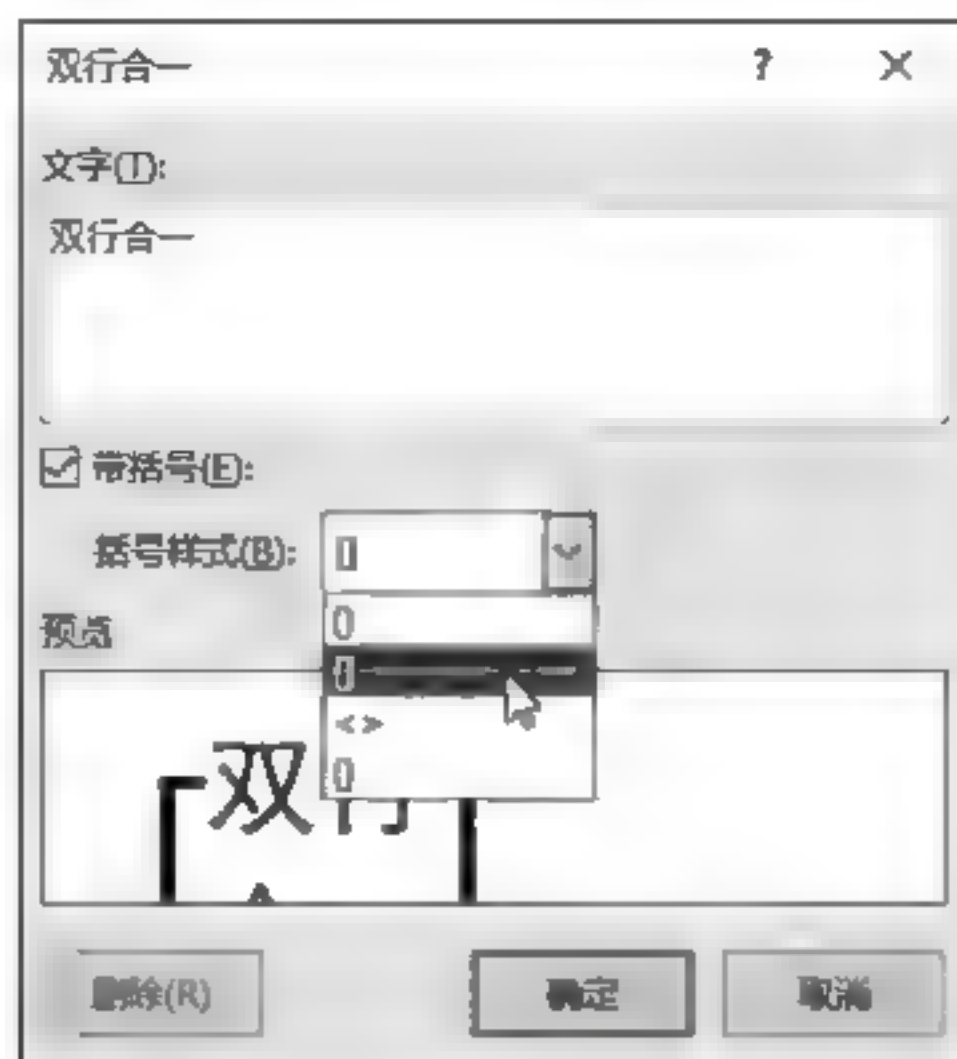 双行合一 ? ×
文字(T):
双行合一
带括号(E):
括号样式(B): []
()
[]
<>
{}
预览
双行
删除(R) 确定 取消